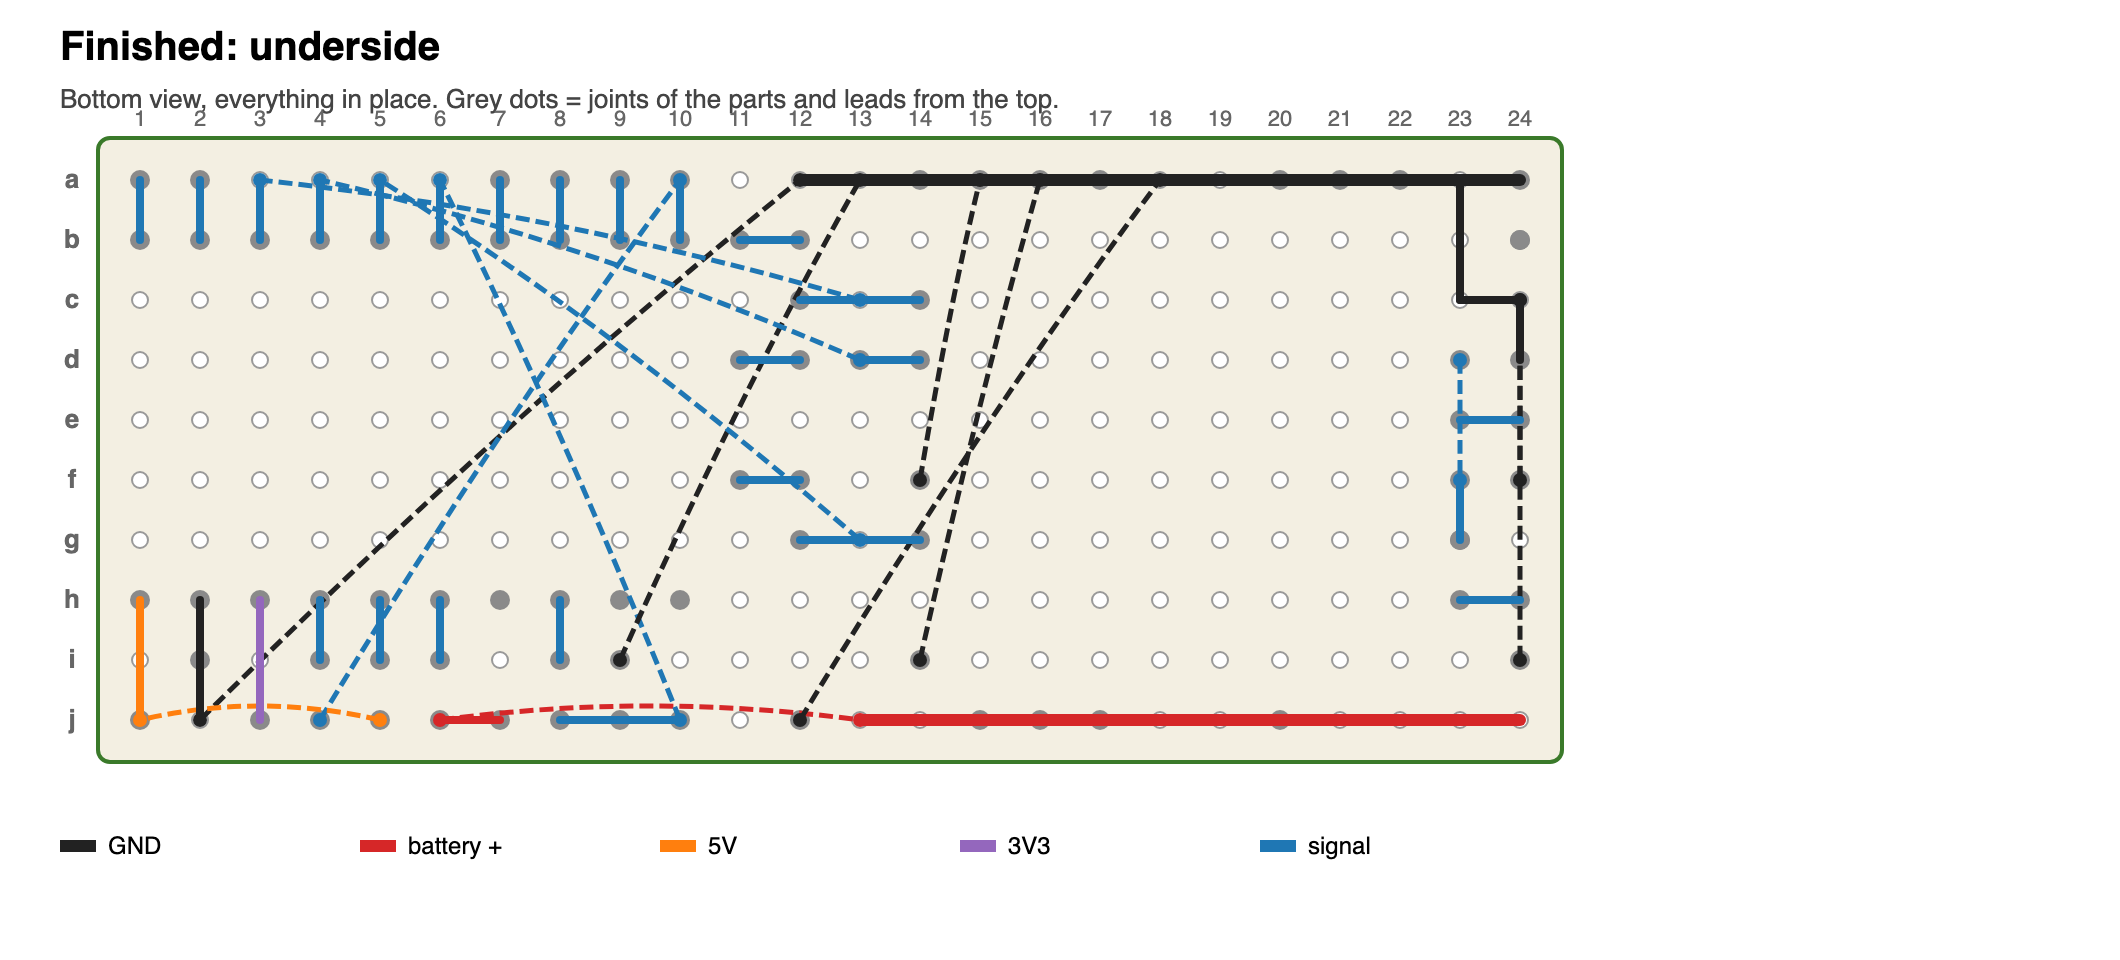 Finished: underside
Bottom view, everything in place. Grey dots = joints of the parts and leads from the top.
1 2 3 4 5 6 7 8 9 10 11 12 13 14 15 16 17 18 19 20 21 22 23 24
a
b
c
d
e
f
g
h
i
j
GND battery + 5V 3V3 signal